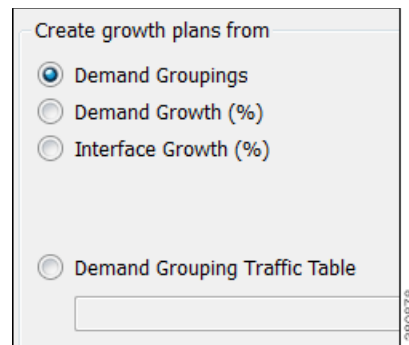 Create growth plans from
Demand Groupings
Demand Growth (%)
Interface Growth (%)
Demand Grouping Traffic Table